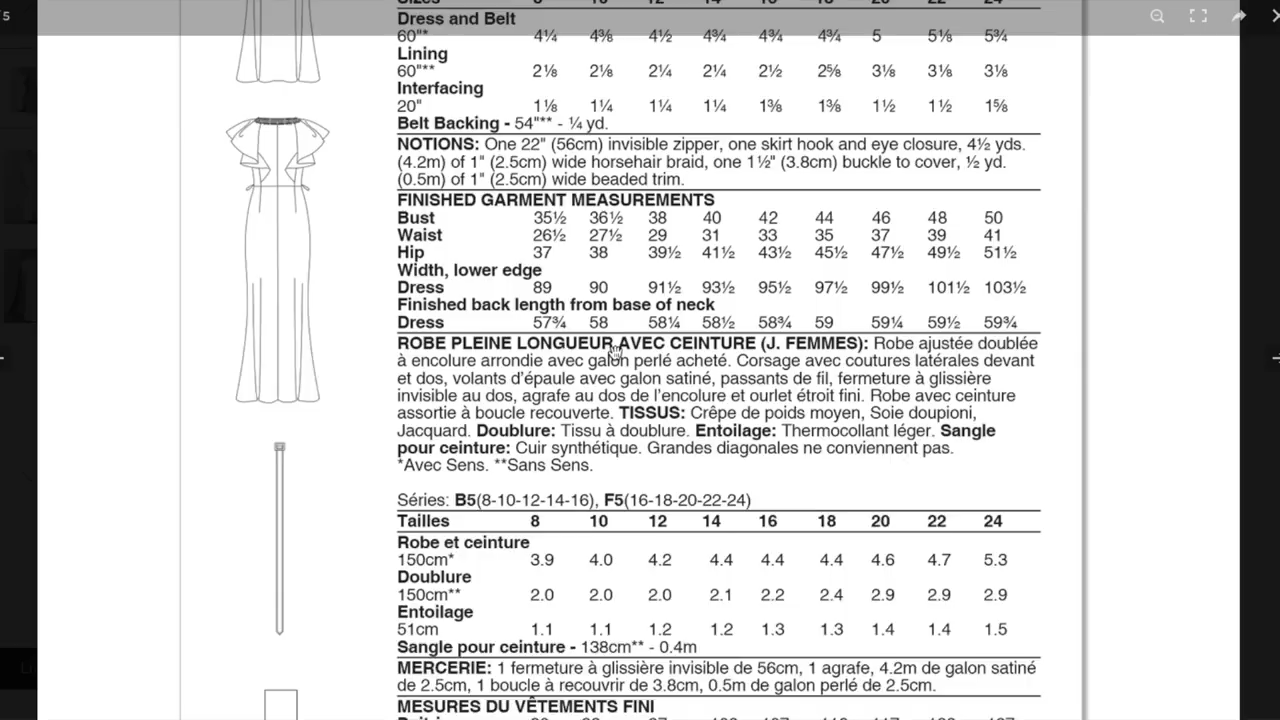 5
Dress and Belt
60"* 4¼ 4⅜ 4½ 4¾ 4¾ 4¾ 5 5⅛ 5¾
Lining
60"** 2⅛ 2⅛ 2¼ 2¼ 2½ 2⅝ 3⅛ 3⅛ 3⅛
Interfacing
20" 1⅛ 1¼ 1¼ 1¼ 1⅜ 1⅜ 1½ 1½ 1⅝
Belt Backing - 54"** - ¼ yd.
NOTIONS: One 22" (56cm) invisible zipper, one skirt hook and eye closure, 4½ yds.
(4.2m) of 1" (2.5cm) wide horsehair braid, one 1½" (3.8cm) buckle to cover, ½ yd.
(0.5m) of 1" (2.5cm) wide beaded trim.
FINISHED GARMENT MEASUREMENTS
Bust 35½ 36½ 38 40 42 44 46 48 50
Waist 26½ 27½ 29 31 33 35 37 39 41
Hip 37 38 39½ 41½ 43½ 45½ 47½ 49½ 51½
Width, lower edge
Dress 89 90 91½ 93½ 95½ 97½ 99½ 101½ 103½
Finished back length from base of neck
Dress 57¾ 58 58¼ 58½ 58¾ 59 59¼ 59½ 59¾
ROBE PLEINE LONGUEUR AVEC CEINTURE (J. FEMMES): Robe ajustée doublée
à encolure arrondie avec galon perlé acheté. Corsage avec coutures latérales devant
et dos, volants d'épaule avec galon satiné, passants de fil, fermeture à glissière
invisible au dos, agrafe au dos de l'encolure et ourlet étroit fini. Robe avec ceinture
assortie à boucle recouverte. TISSUS: Crêpe de poids moyen, Soie doupioni,
Jacquard. Doublure: Tissu à doublure. Entoilage: Thermocollant léger. Sangle
pour ceinture: Cuir synthétique. Grandes diagonales ne conviennent pas.
*Avec Sens. **Sans Sens.
Séries: B5(8-10-12-14-16), F5(16-18-20-22-24)
Tailles 8 10 12 14 16 18 20 22 24
Robe et ceinture
150cm* 3.9 4.0 4.2 4.4 4.4 4.4 4.6 4.7 5.3
Doublure
150cm** 2.0 2.0 2.0 2.1 2.2 2.4 2.9 2.9 2.9
Entoilage
51cm 1.1 1.1 1.2 1.2 1.3 1.3 1.4 1.4 1.5
Sangle pour ceinture - 138cm** - 0.4m
MERCERIE: 1 fermeture à glissière invisible de 56cm, 1 agrafe, 4.2m de galon satiné
de 2.5cm, 1 boucle à recouvrir de 3.8cm, 0.5m de galon perlé de 2.5cm.
MESURES DU VÊTEMENTS FINI